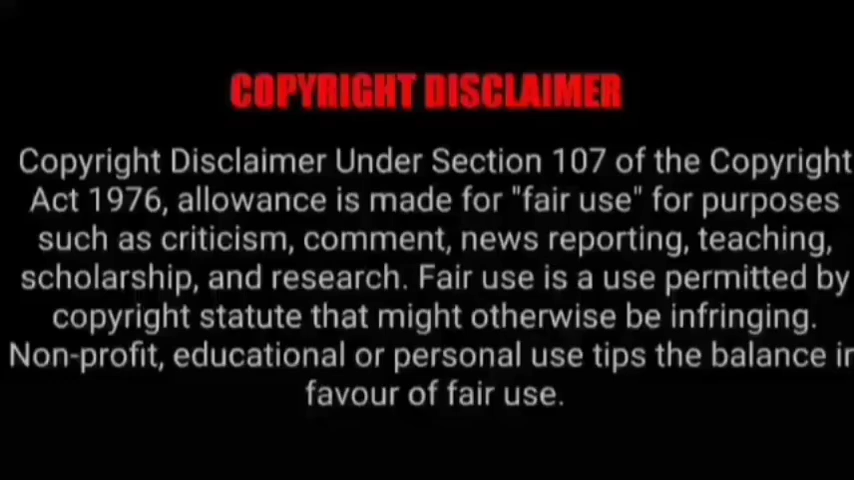 COPYRIGHT DISCLAIMER
Copyright Disclaimer Under Section 107 of the Copyright
Act 1976, allowance is made for "fair use" for purposes
such as criticism, comment, news reporting, teaching,
scholarship, and research. Fair use is a use permitted by
copyright statute that might otherwise be infringing.
Non-profit, educational or personal use tips the balance in
favour of fair use.